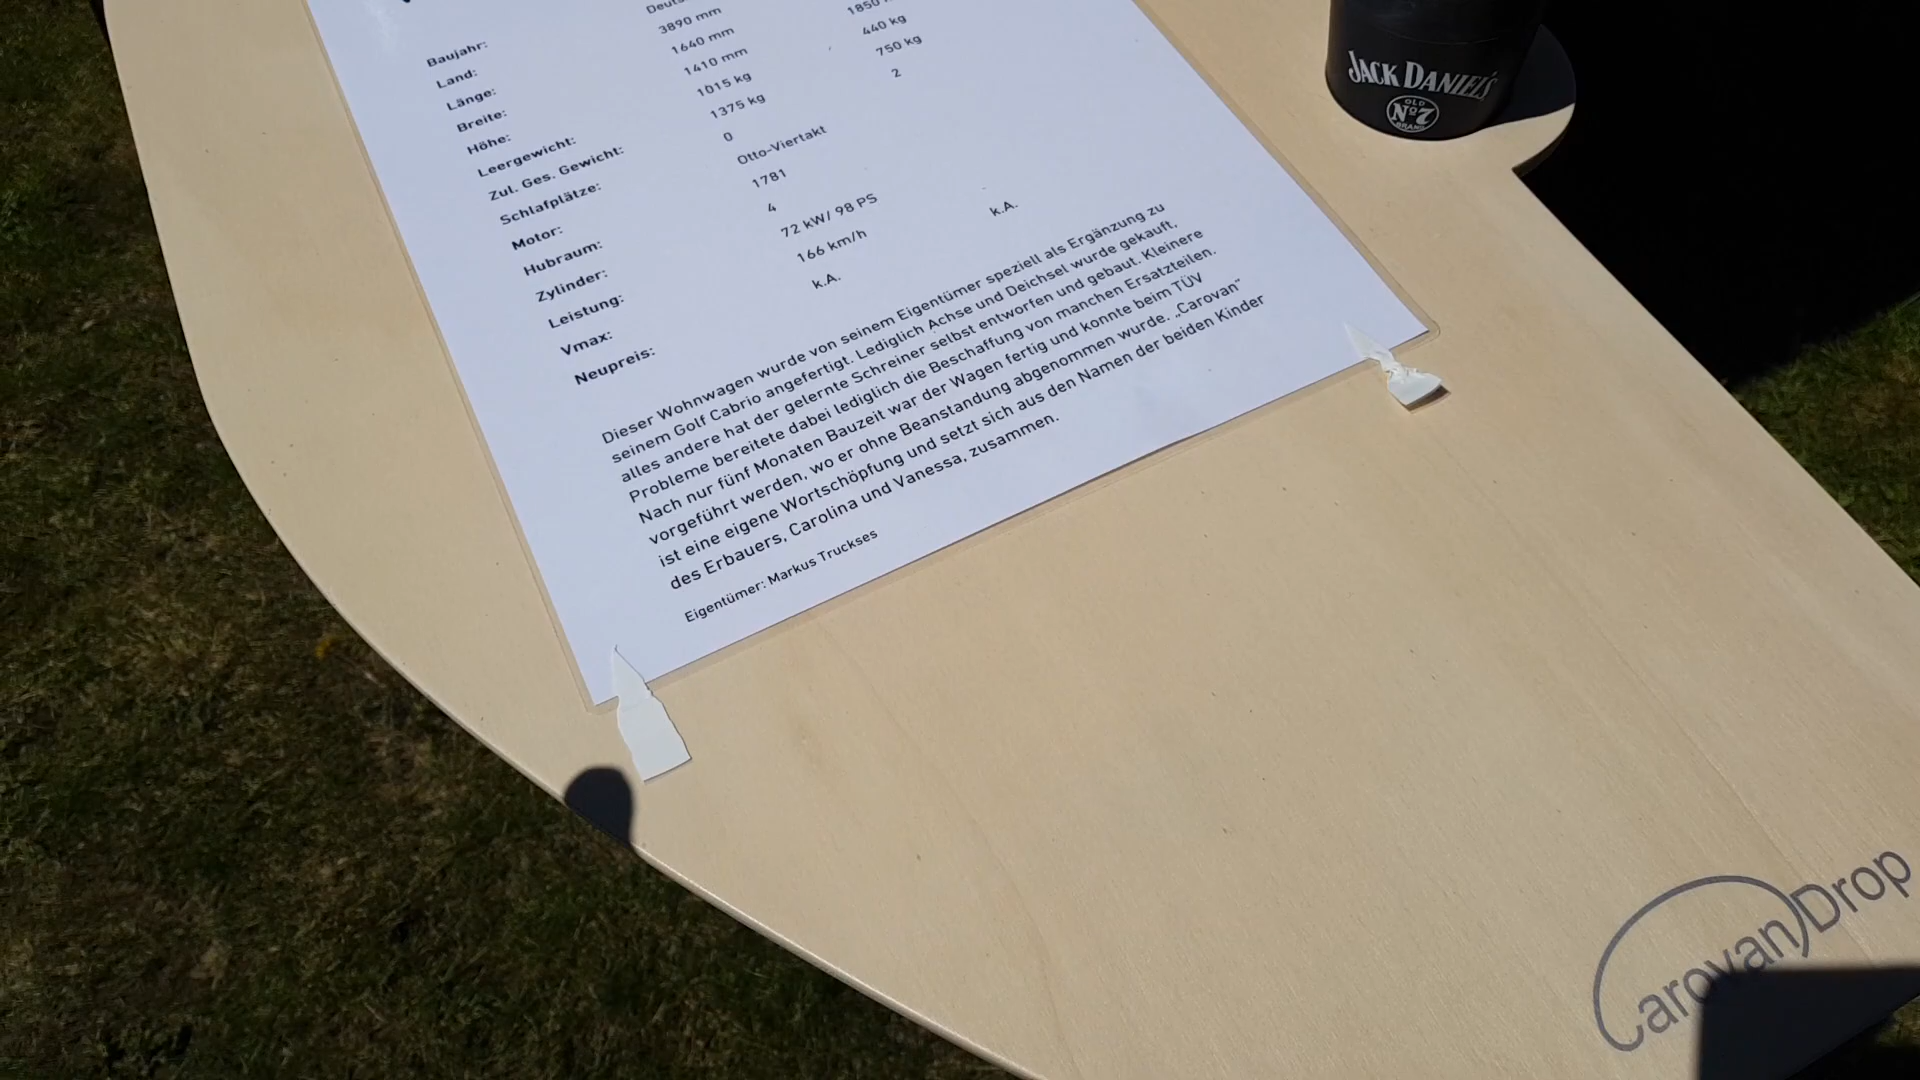 Baujahr:
Land:
Länge: 3890 mm
Breite: 1640 mm
Höhe: 1410 mm 1850
Leergewicht: 1015 kg 440 kg
Zul. Ges. Gewicht: 1375 kg 750 kg
Schlafplätze: 0 2
Motor: Otto-Viertakt
Hubraum: 1781
Zylinder: 4
Leistung: 72 kW/ 98 PS
Vmax: 166 km/h
Neupreis: k.A. k.A.
Dieser Wohnwagen wurde von seinem Eigentümer speziell als Ergänzung zu
seinem Golf Cabrio angefertigt. Lediglich Achse und Deichsel wurde gekauft,
alles andere hat der gelernte Schreiner selbst entworfen und gebaut. Kleinere
Probleme bereitete dabei lediglich die Beschaffung von manchen Ersatzteilen.
Nach nur fünf Monaten Bauzeit war der Wagen fertig und konnte beim TÜV
vorgeführt werden, wo er ohne Beanstandung abgenommen wurde. „Carovan“
ist eine eigene Wortschöpfung und setzt sich aus den Namen der beiden Kinder
des Erbauers, Carolina und Vanessa, zusammen.
Eigentümer: Markus Truckses
JACK DANIEL'S
OLD
No7
BRAND
Carovan Drop